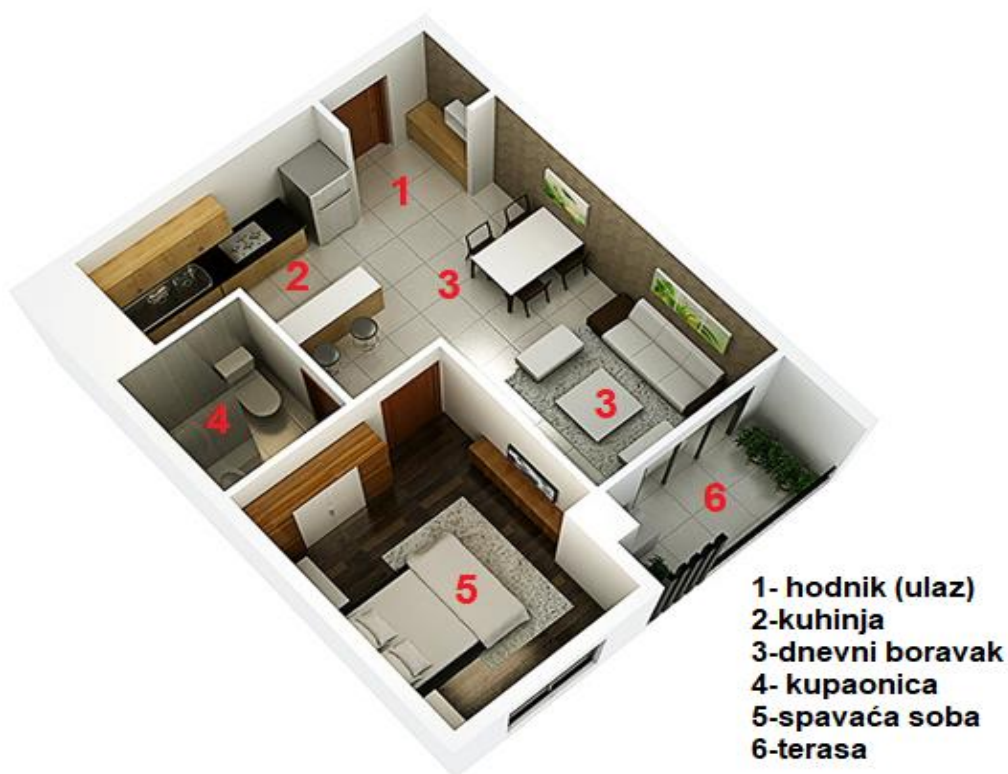 1
2
3
3
4
5
6
1- hodnik (ulaz)
2-kuhinja
3-dnevni boravak
4- kupaonica
5-spavaća soba
6-terasa